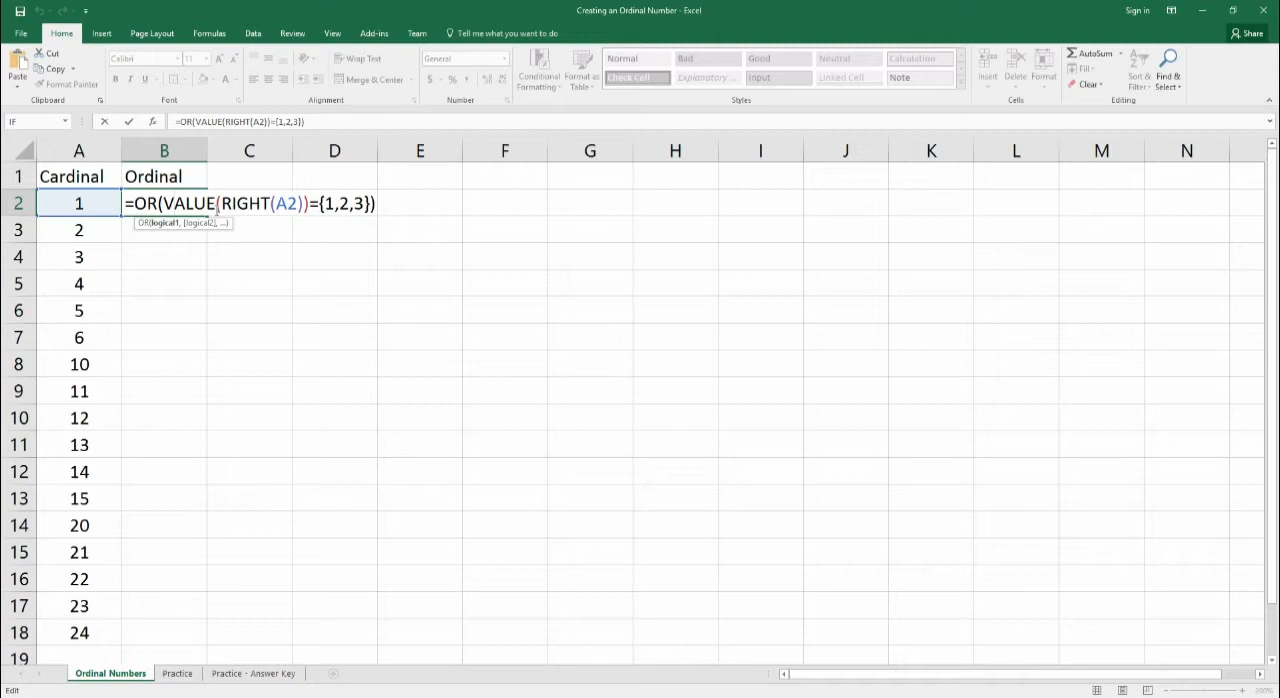 Creating an Ordinal Number - Excel
Sign in
File Home Insert Page Layout Formulas Data Review View Add-ins Team Tell me what you want to do
Share
Paste
Cut
Copy
Format Painter
Calibri 11
B I U
Wrap Text
Merge & Center
General
$ % ,
Conditional Formatting
Format as Table
Normal Bad Good Neutral Calculation
Check Cell Explanatory ... Input Linked Cell Note
Insert Delete Format
AutoSum
Fill
Clear
Sort & Filter
Find & Select
Clipboard Font Alignment Number Styles Cells Editing
IF fx =OR(VALUE(RIGHT(A2))={1,2,3})
A B C D E F G H I J K L M N
1 Cardinal Ordinal
2 1 =OR(VALUE(RIGHT(A2))={1,2,3})
OR(logical1, [logical2], ...)
3 2
4 3
5 4
6 5
7 6
8 10
9 11
10 12
11 13
12 14
13 15
14 20
15 21
16 22
17 23
18 24
19
Ordinal Numbers Practice Practice - Answer Key
Edit
200%